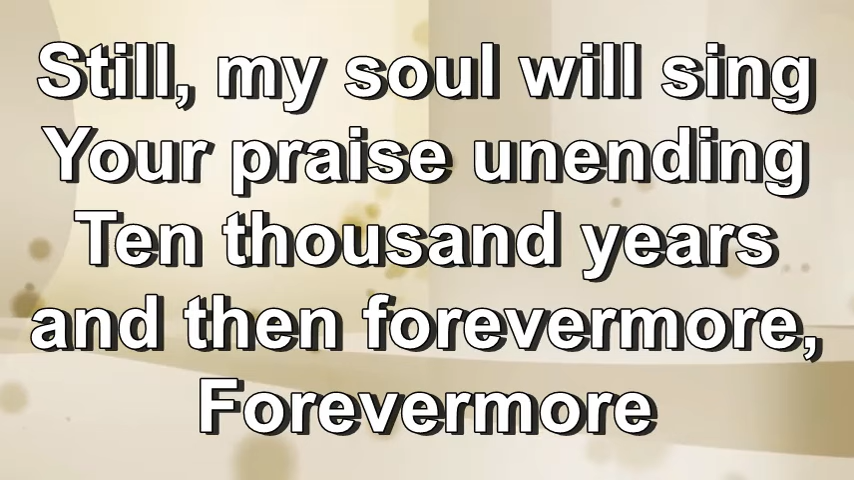 Still, my soul will sing
Your praise unending
Ten thousand years
and then forevermore,
Forevermore